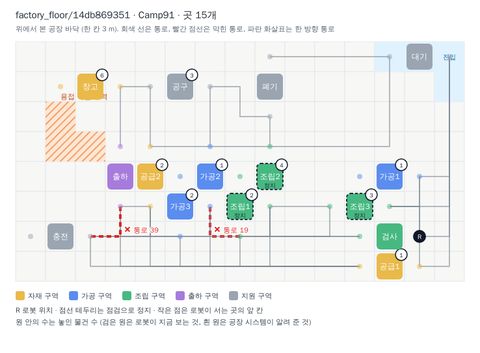 factory_floor/14db869351 · Camp91 · 곳 15개
위에서 본 공장 바닥 (한 칸 3 m). 회색 선은 통로, 빨간 점선은 막힌 통로, 파란 화살표는 한 방향 통로
대기
진입
창고
6
공구
3
폐기
용접
역
출하
공급2
2
가공2
1
조립2
4
정지
가공1
1
가공3
2
조립1
2
정지
조립3
3
정지
충전
✕ 통로 39
✕ 통로 19
검사
R
공급1
1
자재 구역
가공 구역
조립 구역
출하 구역
지원 구역
R 로봇 위치 · 점선 테두리는 점검으로 정지 · 작은 점은 로봇이 서는 곳의 앞 칸
원 안의 수는 놓인 물건 수 (검은 원은 로봇이 지금 보는 것, 흰 원은 공장 시스템이 알려 준 것)